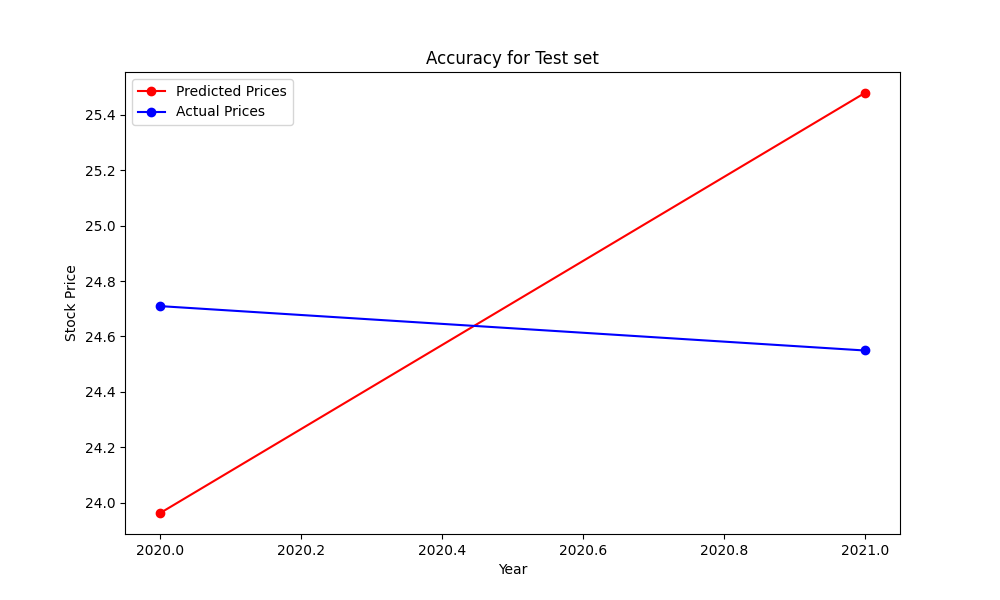 Accuracy for Test set
Predicted Prices
Actual Prices
Stock Price
25.4
25.2
25.0
24.8
24.6
24.4
24.2
24.0
2020.0 2020.2 2020.4 2020.6 2020.8 2021.0
Year